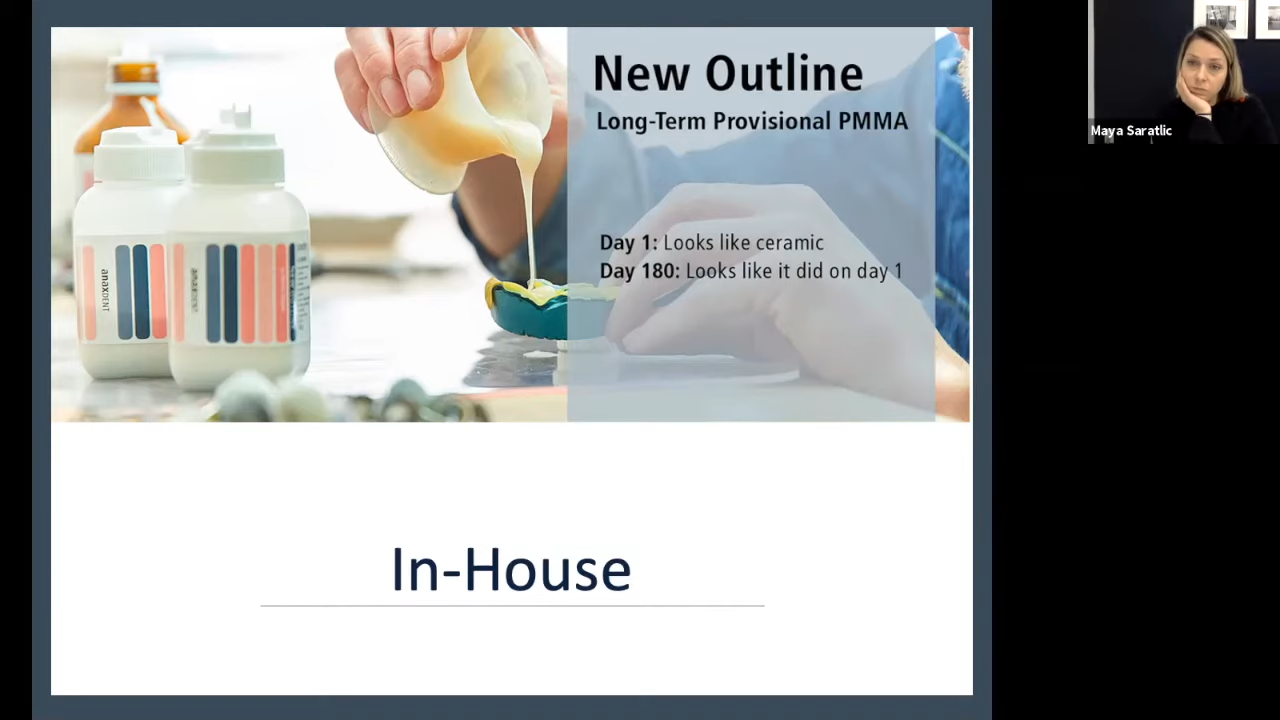 New Outline
Long-Term Provisional PMMA
Day 1: Looks like ceramic
Day 180: Looks like it did on day 1
anaxDENT
In-House
Maya Saratlic